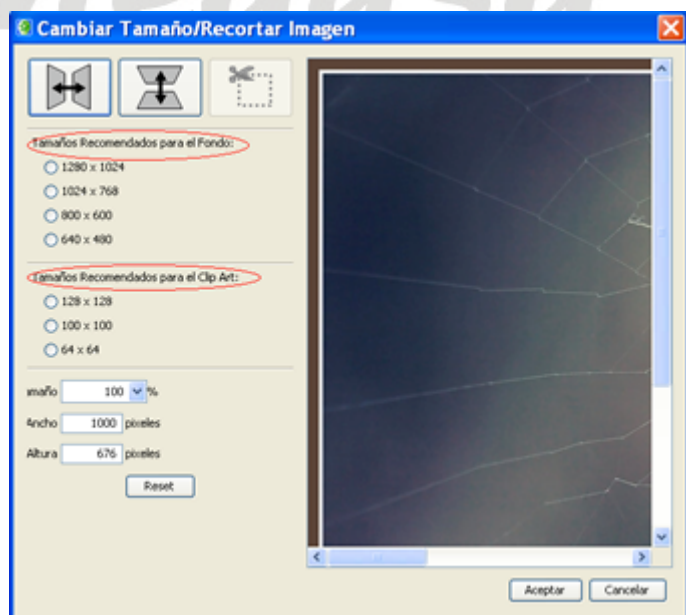 Cambiar Tamaño/Recortar Imagen
Tamaños Recomendados para el Fondo:
1280 x 1024
1024 x 768
800 x 600
640 x 480
Tamaños Recomendados para el Clip Art:
128 x 128
100 x 100
64 x 64
maño 100 %
Ancho 1000 pixeles
Altura 676 pixeles
Reset
Aceptar Cancelar